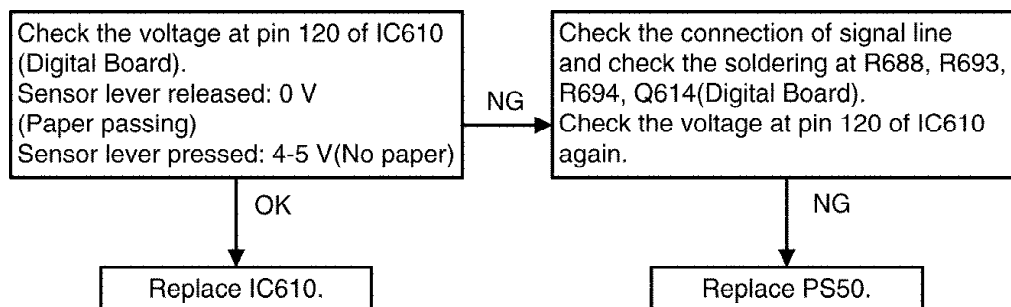 Check the voltage at pin 120 of IC610
(Digital Board).
Sensor lever released: 0 V
(Paper passing)
Sensor lever pressed: 4-5 V(No paper)
NG
Check the connection of signal line
and check the soldering at R688, R693,
R694, Q614(Digital Board).
Check the voltage at pin 120 of IC610
again.
OK
NG
Replace IC610.
Replace PS50.